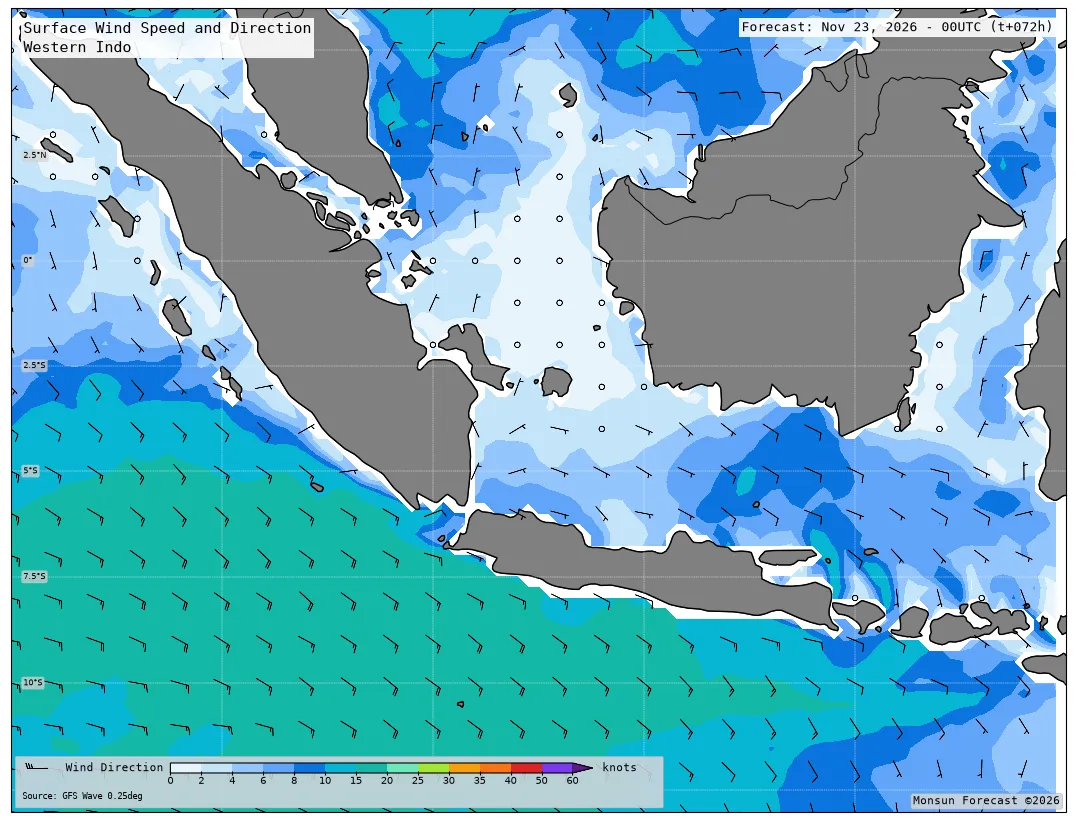 Surface Wind Speed and Direction
Western Indo
Forecast: Nov 23, 2026 - 00UTC (t+072h)
2.5°N
0°
2.5°S
5°S
7.5°S
10°S
Wind Direction
0 2 4 6 8 10 15 20 25 30 35 40 50 60
knots
Source: GFS Wave 0.25deg
Monsun Forecast ©2026